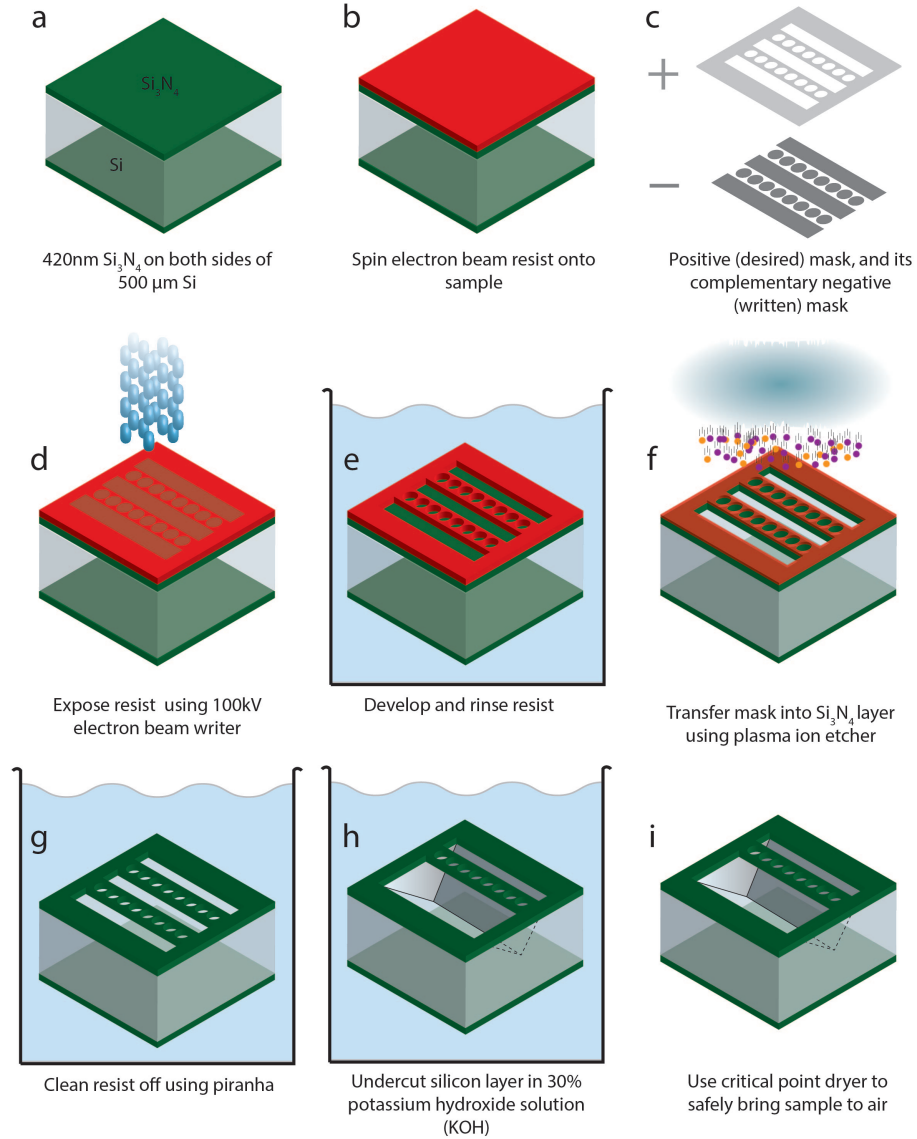 a
b
c
Si₃N₄
Si
+
−
420nm Si₃N₄ on both sides of
500 µm Si
Spin electron beam resist onto
sample
Positive (desired) mask, and its
complementary negative
(written) mask
d
e
f
Expose resist using 100kV
electron beam writer
Develop and rinse resist
Transfer mask into Si₃N₄ layer
using plasma ion etcher
g
h
i
Clean resist off using piranha
Undercut silicon layer in 30%
potassium hydroxide solution
(KOH)
Use critical point dryer to
safely bring sample to air